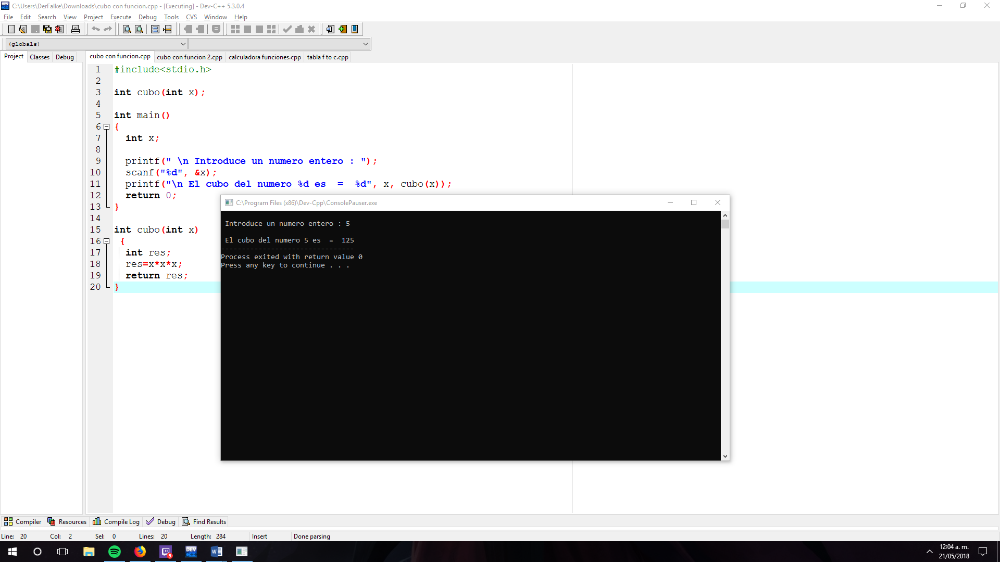 C:\Users\DerFalke\Downloads\cubo con funcion.cpp - [Executing] - Dev-C++ 5.3.0.4
File Edit Search View Project Execute Debug Tools CVS Window Help
(globals)
Project Classes Debug
cubo con funcion.cpp cubo con funcion 2.cpp calculadora funciones.cpp tabla f to c.cpp
1 #include<stdio.h>
2
3 int cubo(int x);
4
5 int main()
6 {
7 int x;
8
9 printf(" \n Introduce un numero entero : ");
10 scanf("%d", &x);
11 printf("\n El cubo del numero %d es  =  %d", x, cubo(x));
12 return 0;
13 }
14
15 int cubo(int x)
16 {
17 int res;
18 res=x*x*x;
19 return res;
20 }
C:\Program Files (x86)\Dev-Cpp\ConsolePauser.exe
Introduce un numero entero : 5
El cubo del numero 5 es  =  125
--------------------------------
Process exited with return value 0
Press any key to continue . . .
Compiler Resources Compile Log Debug Find Results
Line: 20 Col: 2 Sel: 0 Lines: 20 Length: 284 Insert Done parsing
DEV
5
DEV
C++
W
12:04 a. m.
21/05/2018